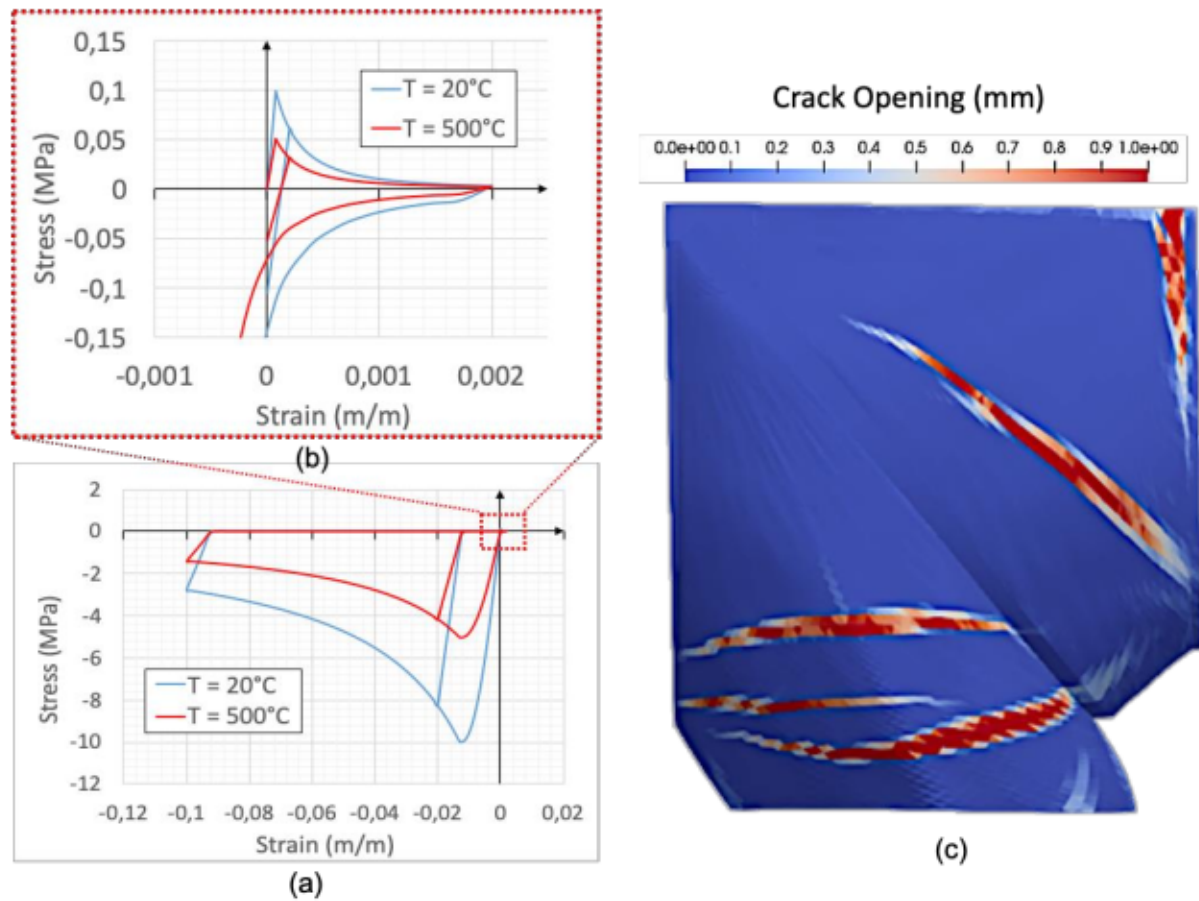 0,15
0,1
0,05
0
-0,05
-0,1
-0,15
Stress (MPa)
T = 20°C
T = 500°C
-0,001 0 0,001 0,002
Strain (m/m)
(b)
2
0
-2
-4
-6
-8
-10
-12
Stress (MPa)
T = 20°C
T = 500°C
-0,12 -0,1 -0,08 -0,06 -0,04 -0,02 0 0,02
Strain (m/m)
(a)
Crack Opening (mm)
0.0e+00 0.1 0.2 0.3 0.4 0.5 0.6 0.7 0.8 0.9 1.0e+00
(c)